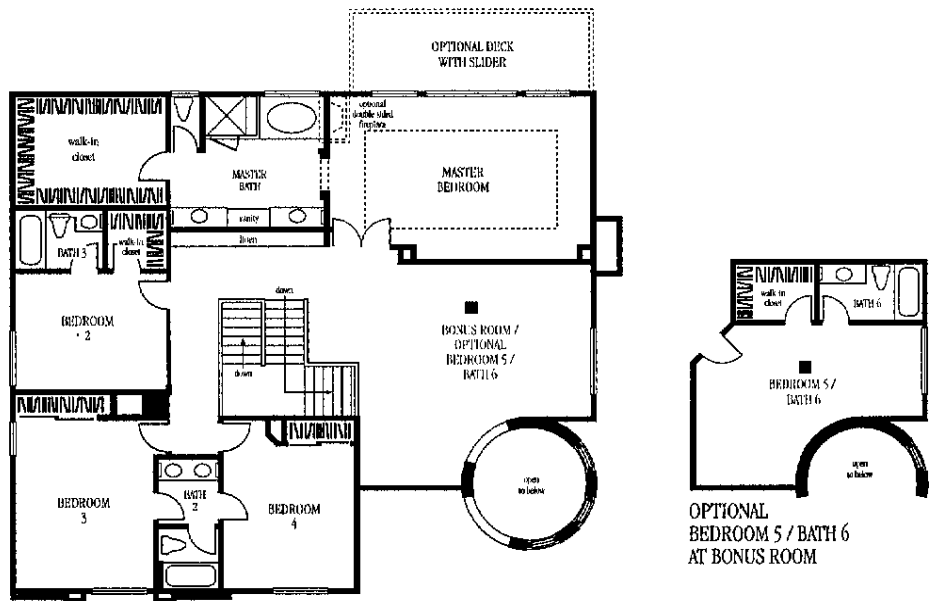 OPTIONAL DECK
WITH SLIDER
optional
double sided
fireplace
walk-in
closet
MASTER
BATH
MASTER
BEDROOM
vanity
linen
BATH 3
walk-in
closet
BEDROOM
2
down
down
BONUS ROOM /
OPTIONAL
BEDROOM 5 /
BATH 6
walk-in
closet
BATH 6
BEDROOM 5 /
BATH 6
open
to below
BEDROOM
3
BATH
2
BEDROOM
4
open
to below
OPTIONAL
BEDROOM 5 / BATH 6
AT BONUS ROOM